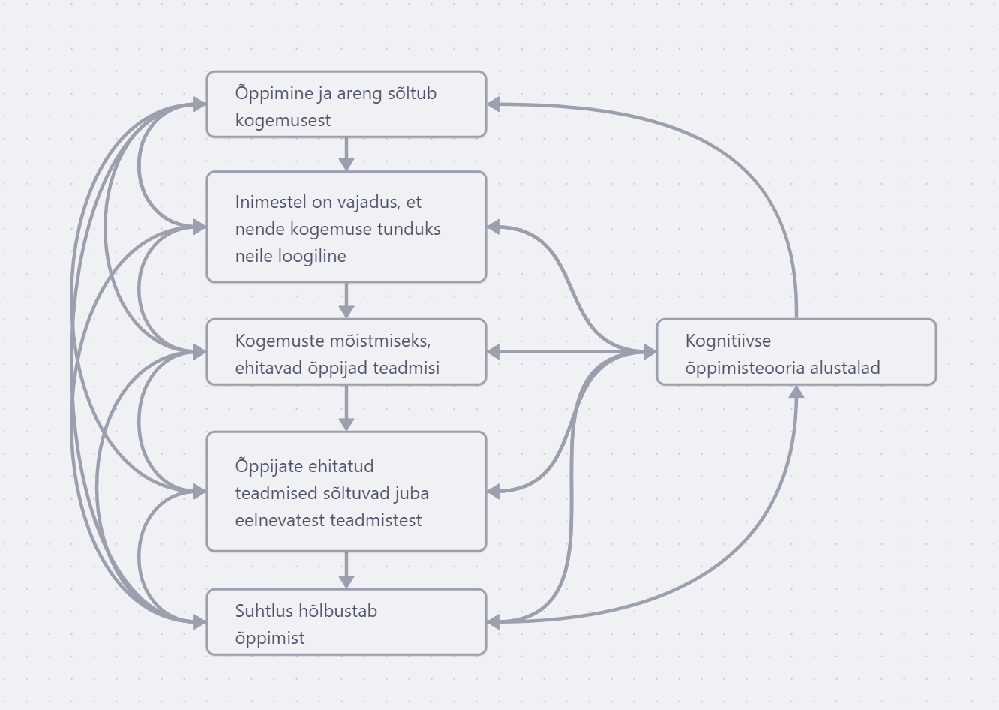 Õppimine ja areng sõltub
kogemusest
Inimestel on vajadus, et
nende kogemuse tunduks
neile loogiline
Kogemuste mõistmiseks,
ehitavad õppijad teadmisi
Kognitiivse
õppimisteooria alustalad
Õppijate ehitatud
teadmised sõltuvad juba
eelnevatest teadmistest
Suhtlus hõlbustab
õppimist